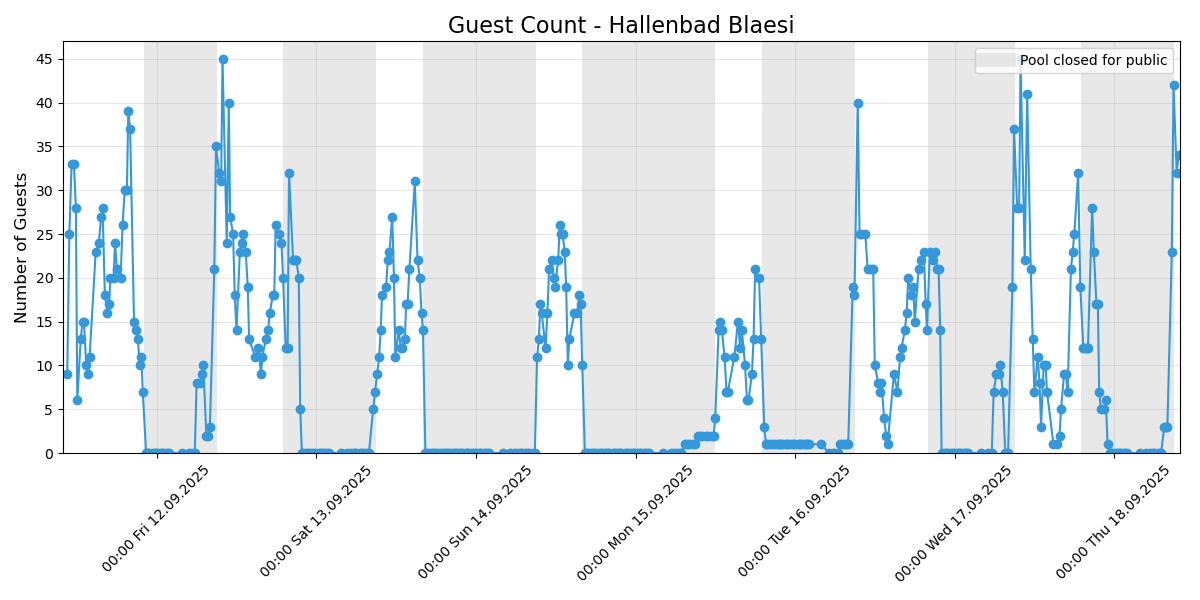 Guest Count - Hallenbad Blaesi
Pool closed for public
Number of Guests
45
40
35
30
25
20
15
10
5
0
00:00 Fri 12.09.2025
00:00 Sat 13.09.2025
00:00 Sun 14.09.2025
00:00 Mon 15.09.2025
00:00 Tue 16.09.2025
00:00 Wed 17.09.2025
00:00 Thu 18.09.2025